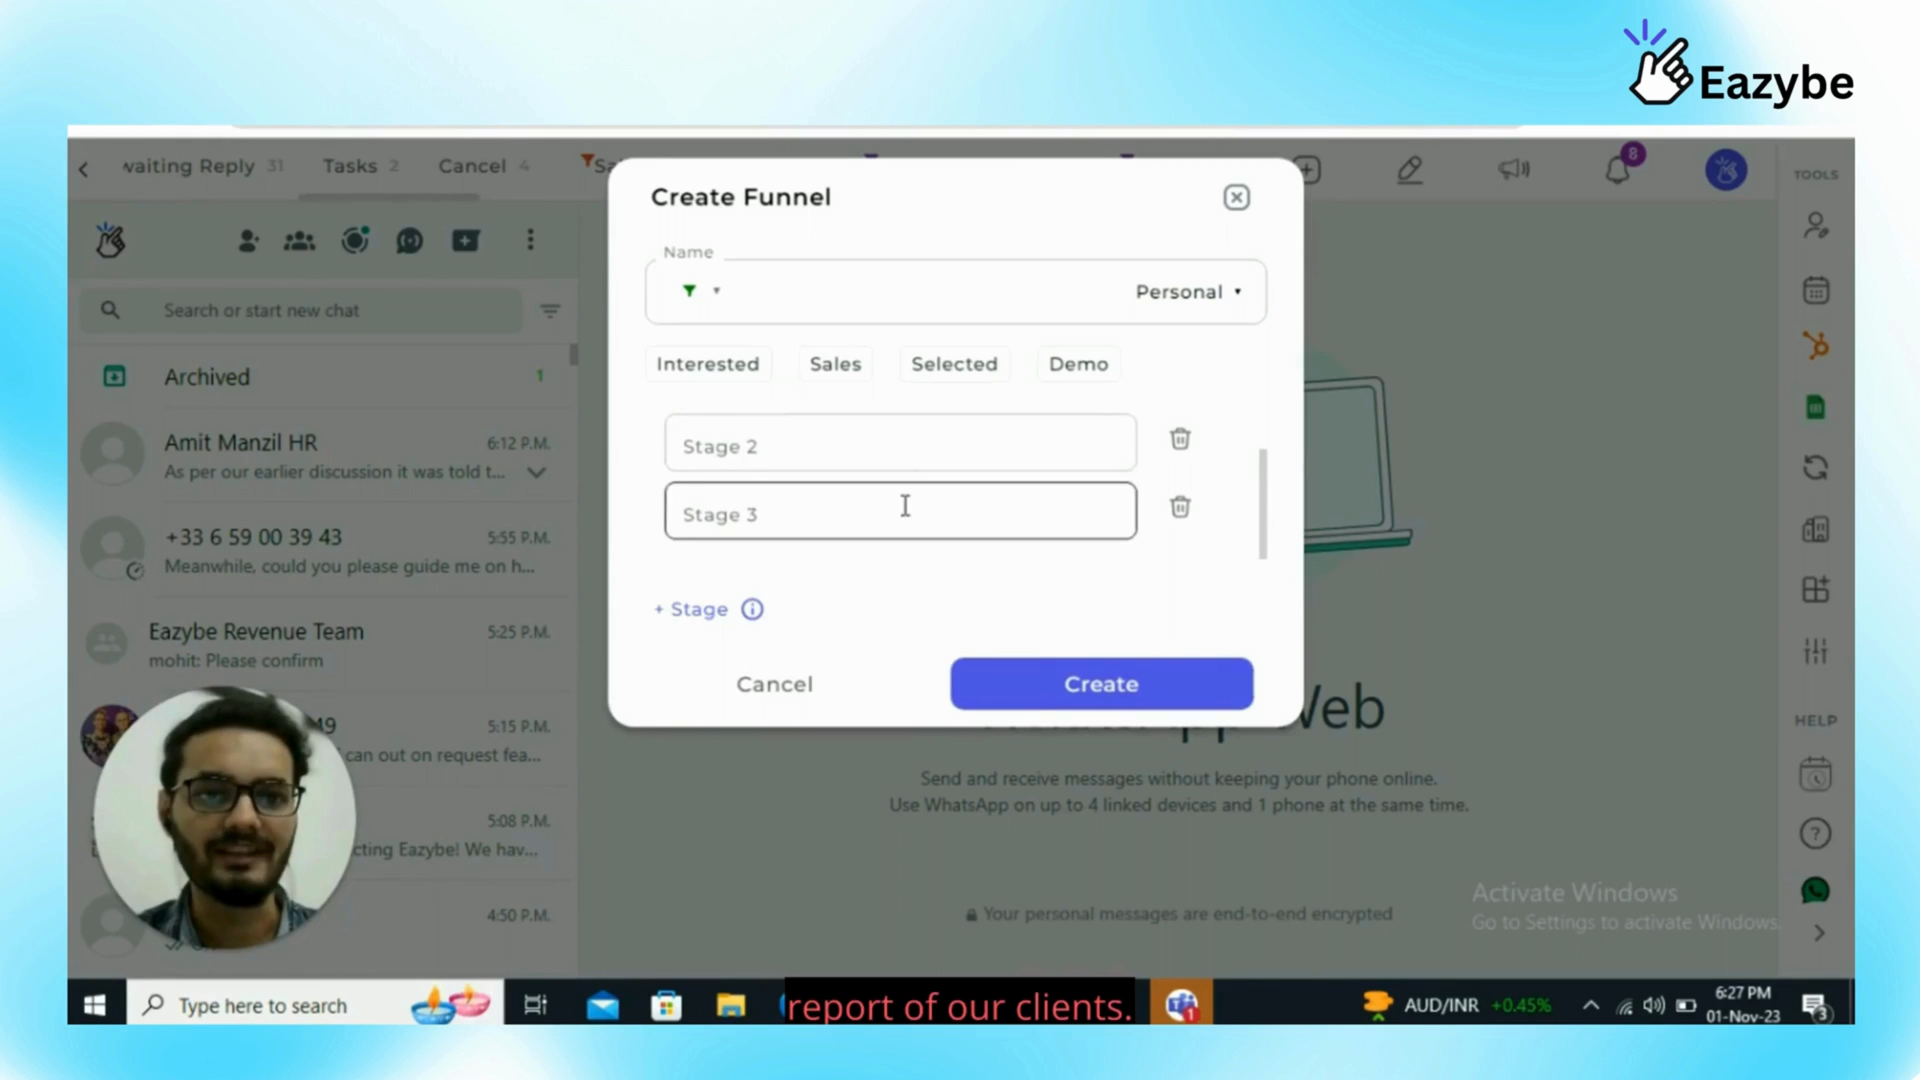 Eazybe
waiting Reply 31 Tasks 2 Cancel 4
Create Funnel
8
TOOLS
Name
Personal
Search or start new chat
Interested Sales Selected Demo
Archived 1
Amit Manzil HR 6:12 P.M.
As per our earlier discussion it was told t...
Stage 2
Stage 3
+33 6 59 00 39 43 5:55 P.M.
Meanwhile, could you please guide me on h...
+ Stage
Eazybe Revenue Team 5:25 P.M.
mohit: Please confirm
Cancel Create
Web
HELP
49 5:15 P.M.
can out on request fea...
Send and receive messages without keeping your phone online.
Use WhatsApp on up to 4 linked devices and 1 phone at the same time.
5:08 P.M.
cting Eazybe! We hav...
4:50 P.M.
Your personal messages are end-to-end encrypted
Activate Windows
Go to Settings to activate Windows.
Type here to search
report of our clients.
1
AUD/INR +0.45%
6:27 PM
01-Nov-23
3